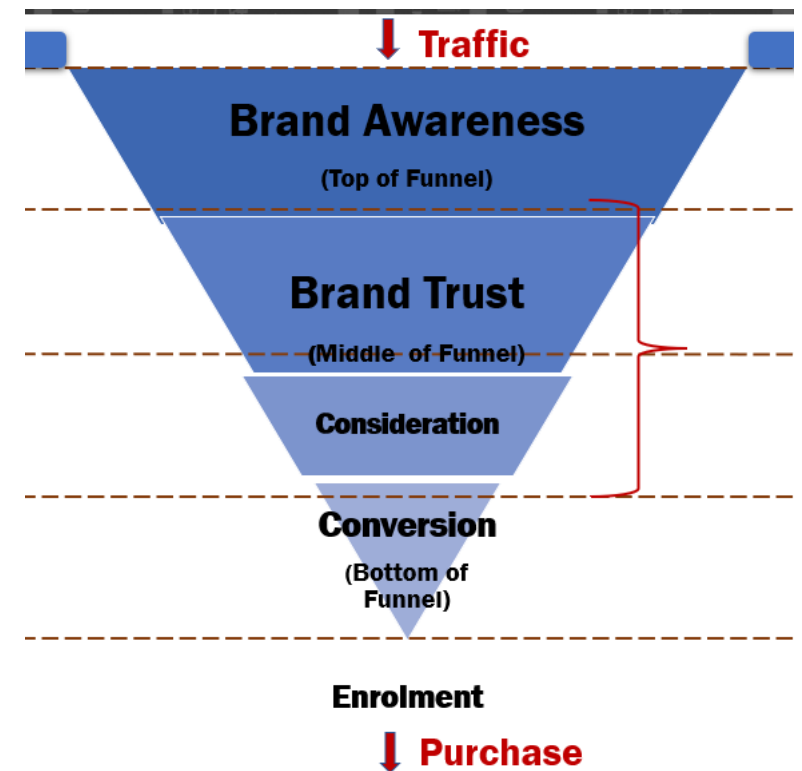 Traffic
Brand Awareness
(Top of Funnel)
Brand Trust
(Middle of Funnel)
Consideration
Conversion
(Bottom of
Funnel)
Enrolment
Purchase